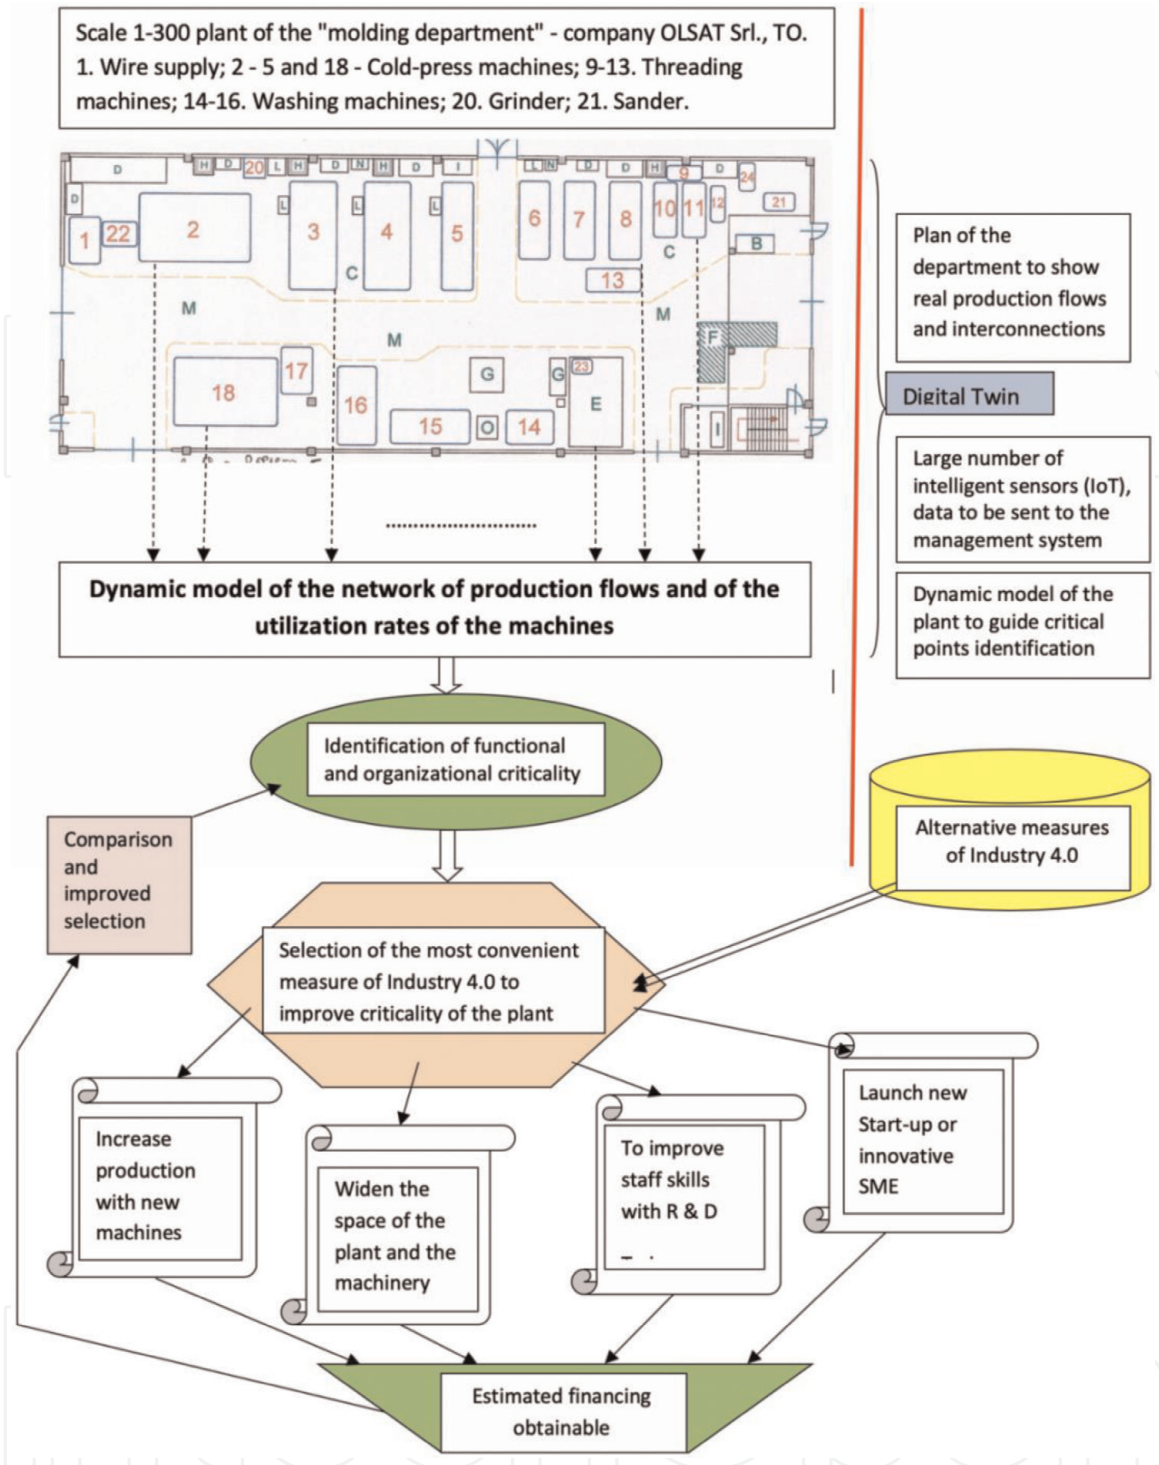 Scale 1-300 plant of the "molding department" - company OLSAT Srl., TO.
1. Wire supply; 2 - 5 and 18 - Cold-press machines; 9-13. Threading
machines; 14-16. Washing machines; 20. Grinder; 21. Sander.
D H D 20 L H D N H D I L N D D H 9 D 24
D 1 22 2 L 3 L 4 L 5 6 7 8 10 11 12 21
B
C C
13
M M M
F
18 17 16 15 O 14 G G 23 E I
Plan of the
department to show
real production flows
and interconnections
Digital Twin
Large number of
intelligent sensors (IoT),
data to be sent to the
management system
Dynamic model of the
plant to guide critical
points identification
Dynamic model of the network of production flows and of the
utilization rates of the machines
Identification of functional
and organizational criticality
Comparison
and
improved
selection
Alternative measures
of Industry 4.0
Selection of the most convenient
measure of Industry 4.0 to
improve criticality of the plant
Increase
production
with new
machines
Widen the
space of the
plant and the
machinery
To improve
staff skills
with R & D
Launch new
Start-up or
innovative
SME
Estimated financing
obtainable